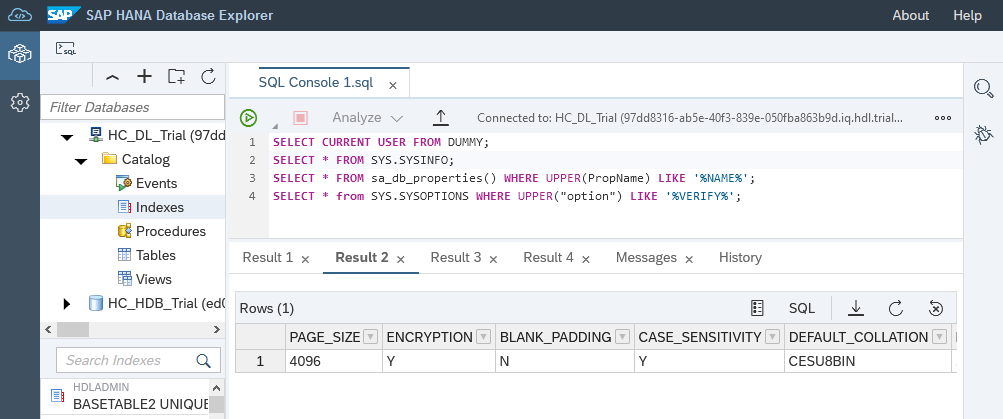 SAP SAP HANA Database Explorer About Help
SQL
Filter Databases
HC_DL_Trial (97dd
Catalog
Events
Indexes
Procedures
Tables
Views
HC_HDB_Trial (ed0
Search Indexes
HDLADMIN
BASETABLE2 UNIQUE
SQL Console 1.sql
Analyze Connected to: HC_DL_Trial (97dd8316-ab5e-40f3-839e-050fba863b9d.iq.hdl.trial...
1 SELECT CURRENT USER FROM DUMMY;
2 SELECT * FROM SYS.SYSINFO;
3 SELECT * FROM sa_db_properties() WHERE UPPER(PropName) LIKE '%NAME%';
4 SELECT * from SYS.SYSOPTIONS WHERE UPPER("option") LIKE '%VERIFY%';
Result 1 Result 2 Result 3 Result 4 Messages History
Rows (1) SQL
PAGE_SIZE ENCRYPTION BLANK_PADDING CASE_SENSITIVITY DEFAULT_COLLATION
1 4096 Y N Y CESU8BIN